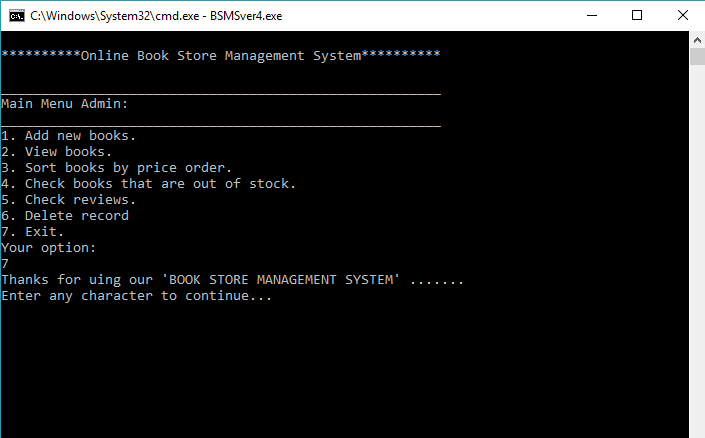 C:\Windows\System32\cmd.exe - BSMSver4.exe
**********Online Book Store Management System**********
_______________________________________________________
Main Menu Admin:
_______________________________________________________
1. Add new books.
2. View books.
3. Sort books by price order.
4. Check books that are out of stock.
5. Check reviews.
6. Delete record
7. Exit.
Your option:
7
Thanks for uing our 'BOOK STORE MANAGEMENT SYSTEM' .......
Enter any character to continue...